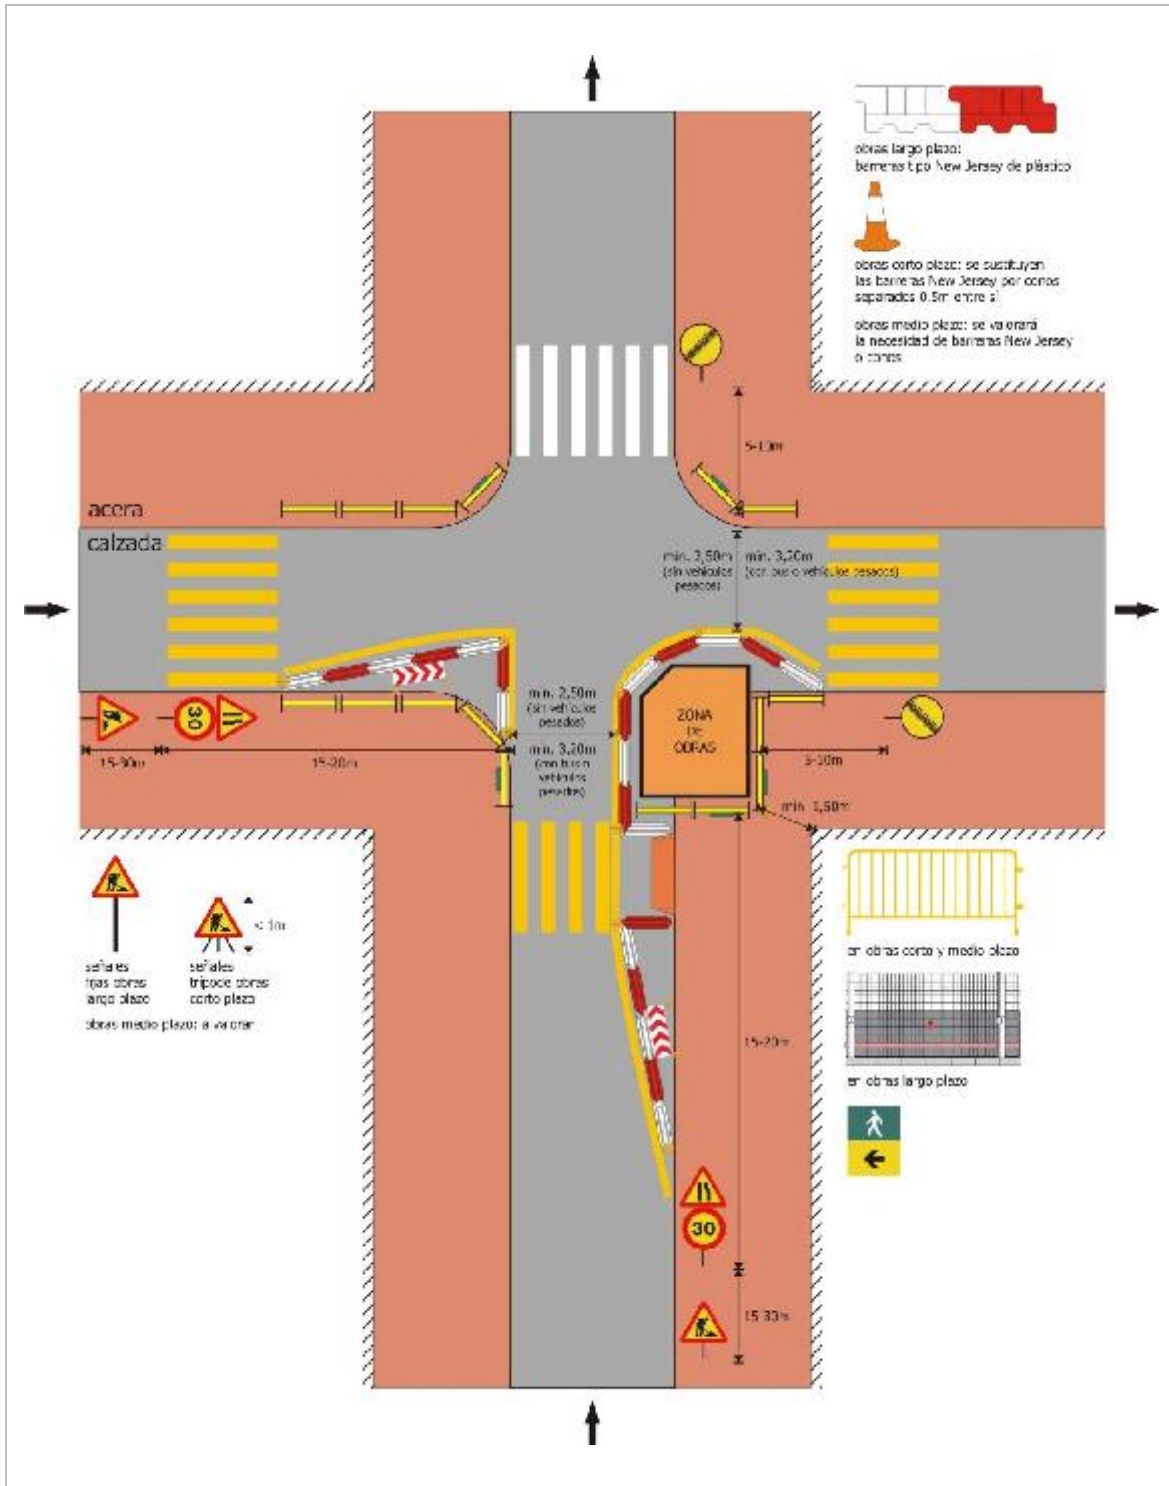 obras largo plazo:
barreras tipo New Jersey de plástico
obras corto plazo: se sustituyen
las barreras New Jersey por conos
separados 0,5m entre sí
obras medio plazo: se valorará
la necesidad de barreras New Jersey
o conos
5-10m
acera
calzada
min. 2,50m
(sin vehículos
pesados)
min. 3,20m
(con bus o vehículos pesados)
30
15-30m
15-20m
min. 2,50m
(sin vehículos
pesados)
min. 3,20m
(con bus o
vehículos
pesados)
ZONA
DE
OBRAS
5-10m
min. 1,50m
< 1m
señales
fijas obras
largo plazo
señales
trípode obras
corto plazo
obras medio plazo: a valorar
en obras corto y medio plazo
en obras largo plazo
15-20m
30
15-30m